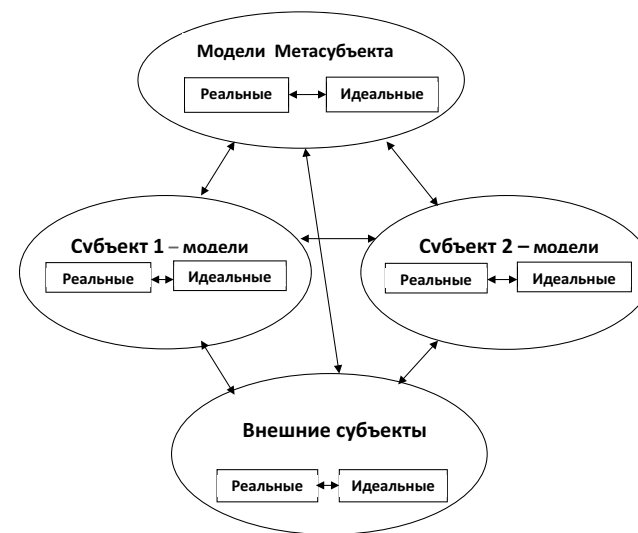 Модели Метасубъекта
Реальные Идеальные
Субъект 1 – модели
Реальные Идеальные
Субъект 2 – модели
Реальные Идеальные
Внешние субъекты
Реальные Идеальные